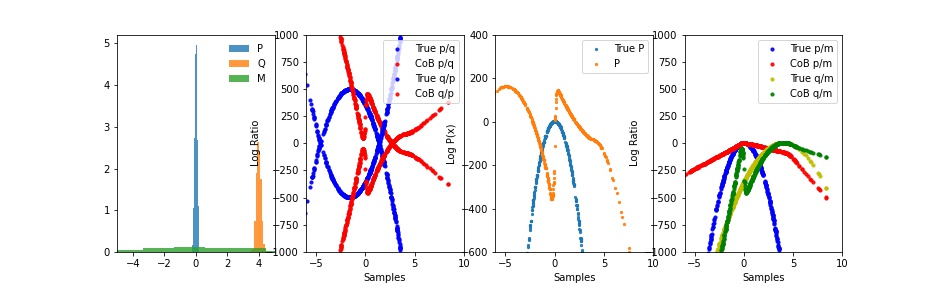 5
4
3
2
1
0
−4 −2 0 2 4
P
Q
M
Log Ratio
1000
750
500
250
0
−250
−500
−750
−1000
−5 0 5 10
Samples
True p/q
CoB p/q
True q/p
CoB q/p
Log P(x)
400
200
0
−200
−400
−600
−5 0 5 10
Samples
True P
P
Log Ratio
1000
750
500
250
0
−250
−500
−750
−1000
−5 0 5 10
Samples
True p/m
CoB p/m
True q/m
CoB q/m